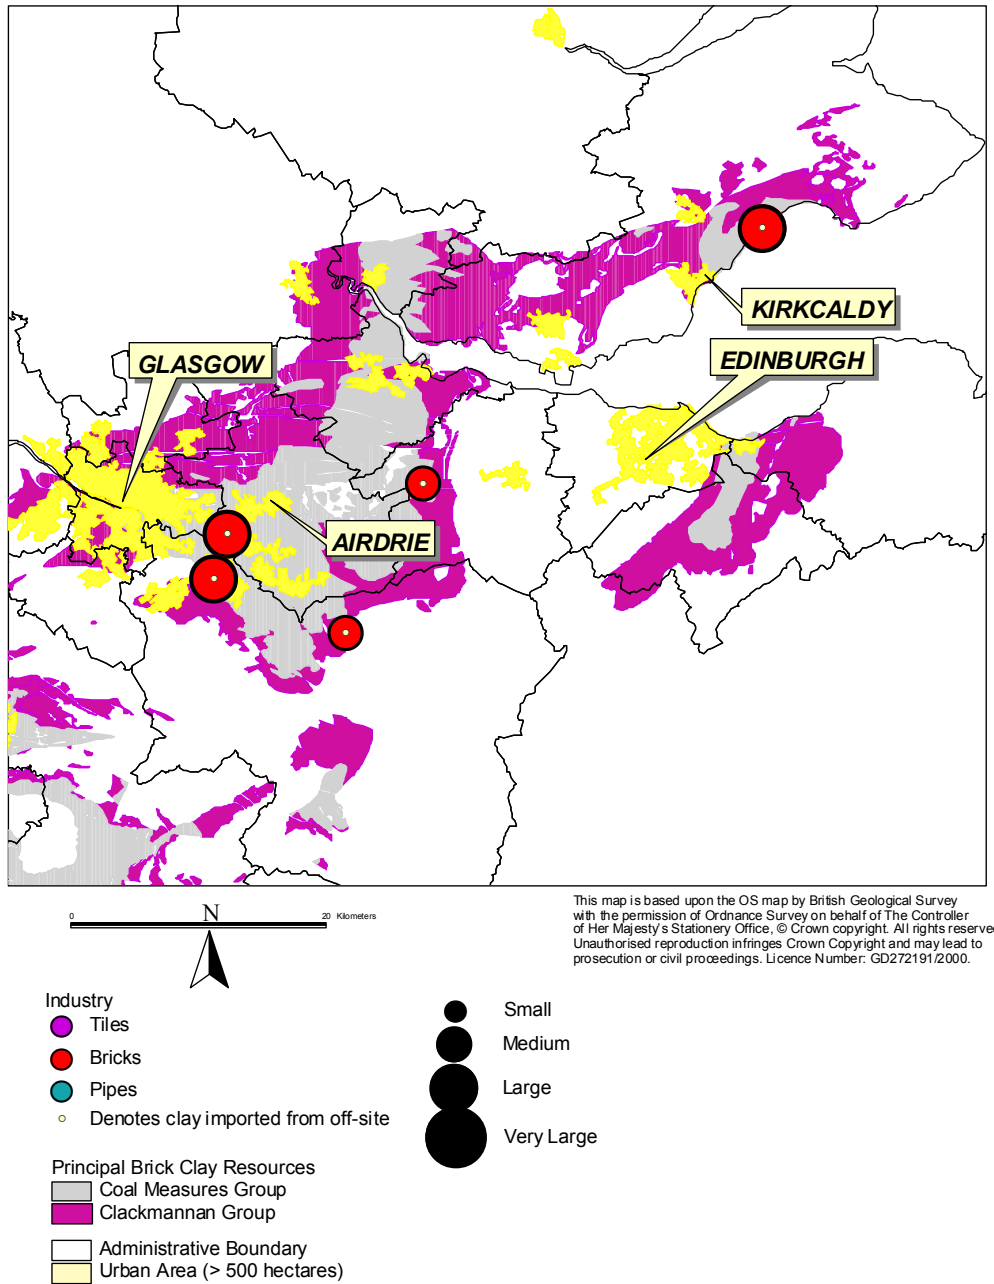 KIRKCALDY
GLASGOW
EDINBURGH
AIRDRIE
0 N 20 Kilometers
This map is based upon the OS map by British Geological Survey
with the permission of Ordnance Survey on behalf of The Controller
of Her Majesty's Stationery Office, © Crown copyright. All rights reserve
Unauthorised reproduction infringes Crown Copyright and may lead to
prosecution or civil proceedings. Licence Number: GD272191/2000.
Industry
Tiles
Bricks
Pipes
Denotes clay imported from off-site
Small
Medium
Large
Very Large
Principal Brick Clay Resources
Coal Measures Group
Clackmannan Group
Administrative Boundary
Urban Area (> 500 hectares)